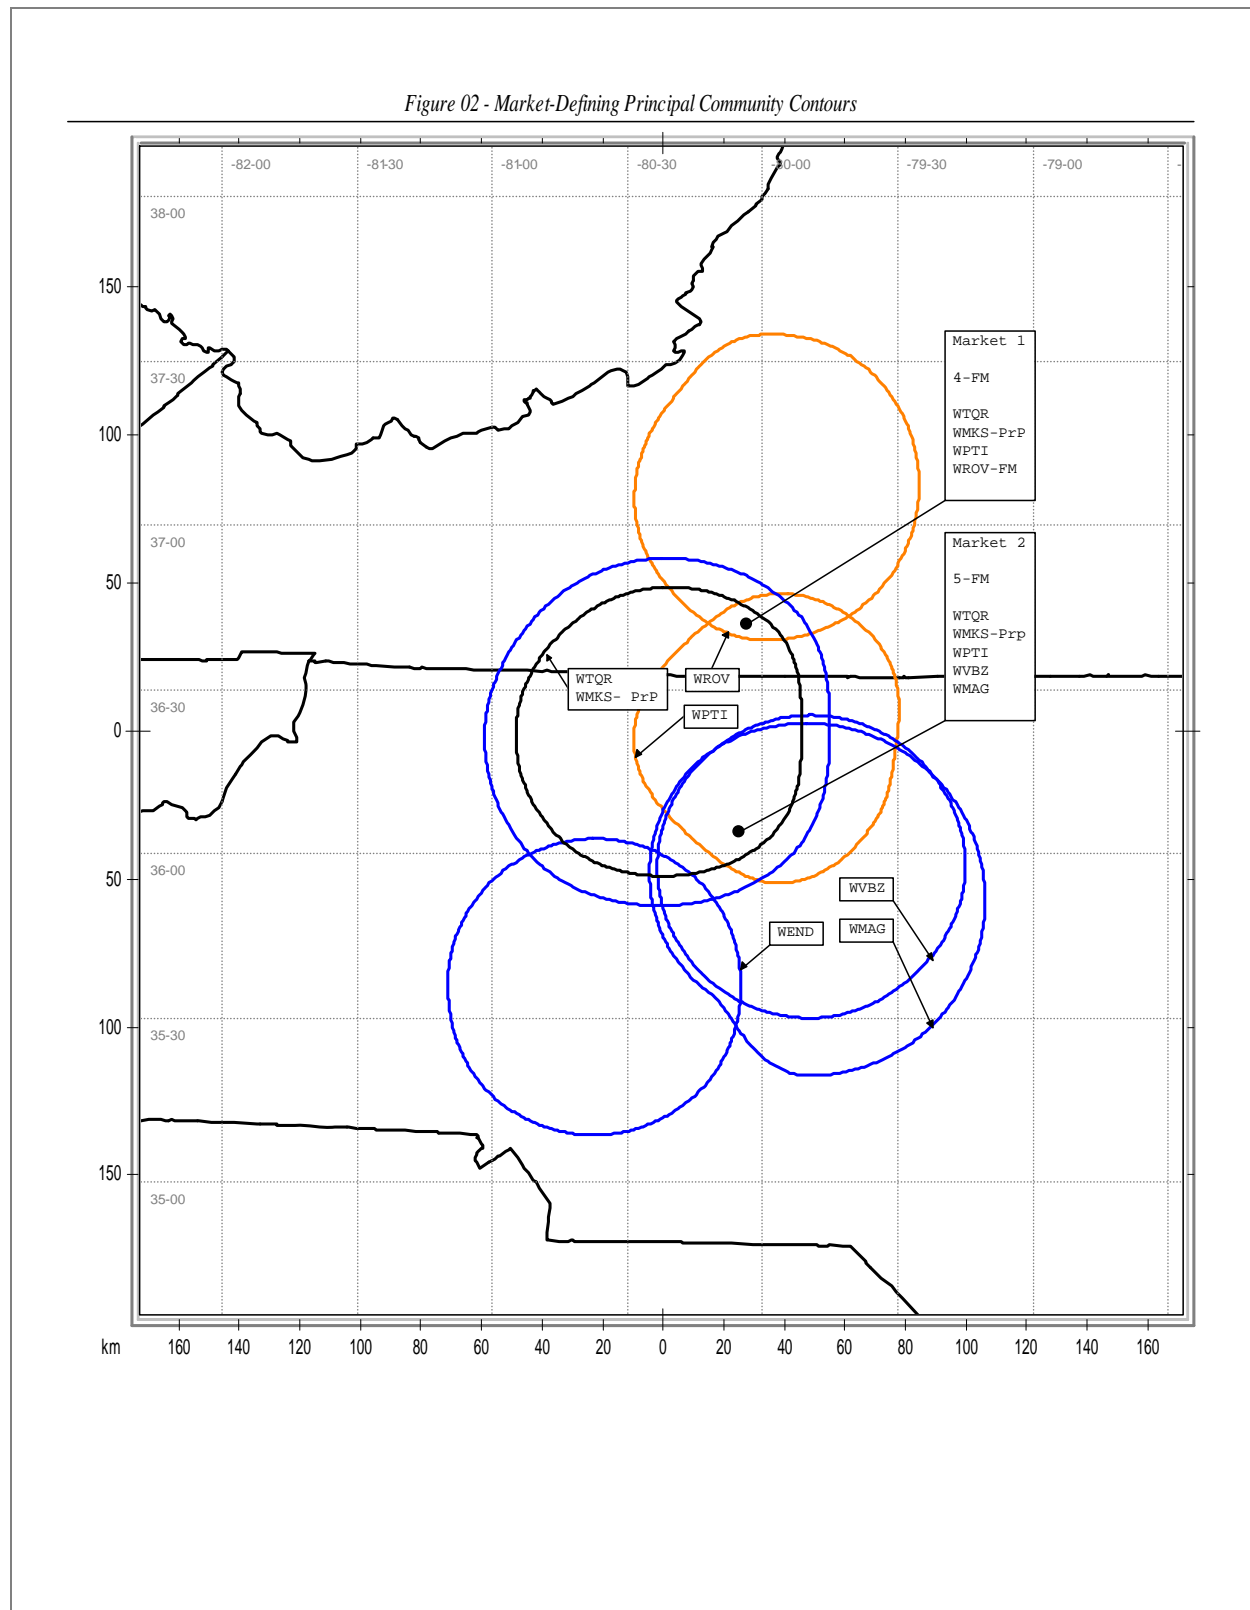 Figure 02 - Market-Defining Principal Community Contours
-82-00 -81-30 -81-00 -80-30 -80-00 -79-30 -79-00 -
38-00
150
Market 1
4-FM
WTQR
WMKS-PrP
WPTI
WROV-FM
37-30
100
37-00
Market 2
5-FM
WTQR
WMKS-Prp
WPTI
WVBZ
WMAG
50
WTQR
WMKS- PrP
WROV
36-30
WPTI
0
36-00
50
WVBZ
WMAG
WEND
100
35-30
150
35-00
km 160 120 100 80 60 40 20 0 20 40 60 80 100 120 140 160